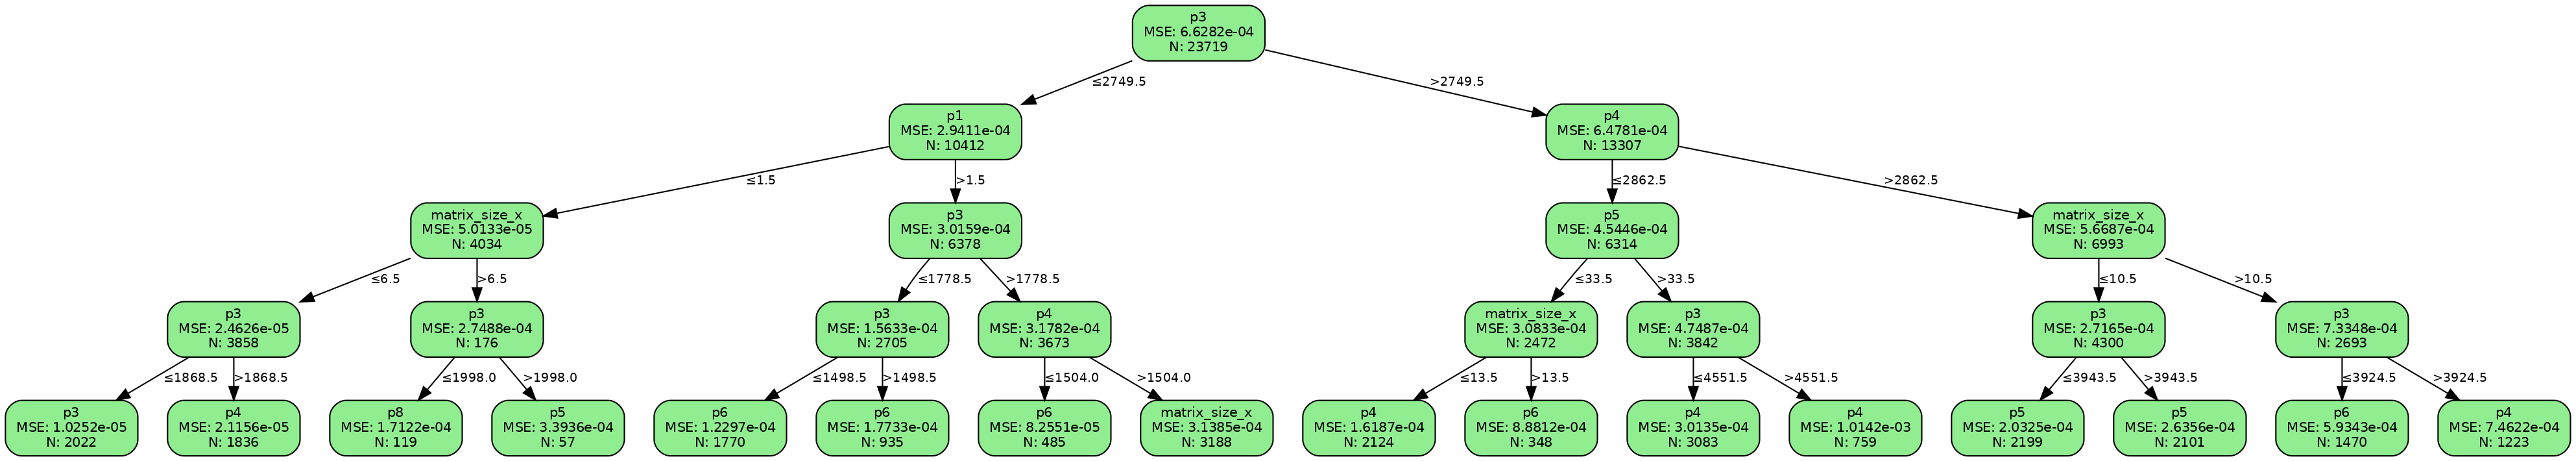 p3
MSE: 6.6282e-04
N: 23719
≤2749.5
>2749.5
p1
MSE: 2.9411e-04
N: 10412
p4
MSE: 6.4781e-04
N: 13307
≤1.5
>1.5
≤2862.5
>2862.5
matrix_size_x
MSE: 5.0133e-05
N: 4034
p3
MSE: 3.0159e-04
N: 6378
p5
MSE: 4.5446e-04
N: 6314
matrix_size_x
MSE: 5.6687e-04
N: 6993
≤6.5
>6.5
≤1778.5
>1778.5
≤33.5
>33.5
≤10.5
>10.5
p3
MSE: 2.4626e-05
N: 3858
p3
MSE: 2.7488e-04
N: 176
p3
MSE: 1.5633e-04
N: 2705
p4
MSE: 3.1782e-04
N: 3673
matrix_size_x
MSE: 3.0833e-04
N: 2472
p3
MSE: 4.7487e-04
N: 3842
p3
MSE: 2.7165e-04
N: 4300
p3
MSE: 7.3348e-04
N: 2693
≤1868.5
>1868.5
≤1998.0
>1998.0
≤1498.5
>1498.5
≤1504.0
>1504.0
≤13.5
>13.5
≤4551.5
>4551.5
≤3943.5
>3943.5
≤3924.5
>3924.5
p3
MSE: 1.0252e-05
N: 2022
p4
MSE: 2.1156e-05
N: 1836
p8
MSE: 1.7122e-04
N: 119
p5
MSE: 3.3936e-04
N: 57
p6
MSE: 1.2297e-04
N: 1770
p6
MSE: 1.7733e-04
N: 935
p6
MSE: 8.2551e-05
N: 485
matrix_size_x
MSE: 3.1385e-04
N: 3188
p4
MSE: 1.6187e-04
N: 2124
p6
MSE: 8.8812e-04
N: 348
p4
MSE: 3.0135e-04
N: 3083
p4
MSE: 1.0142e-03
N: 759
p5
MSE: 2.0325e-04
N: 2199
p5
MSE: 2.6356e-04
N: 2101
p6
MSE: 5.9343e-04
N: 1470
p4
MSE: 7.4622e-04
N: 1223